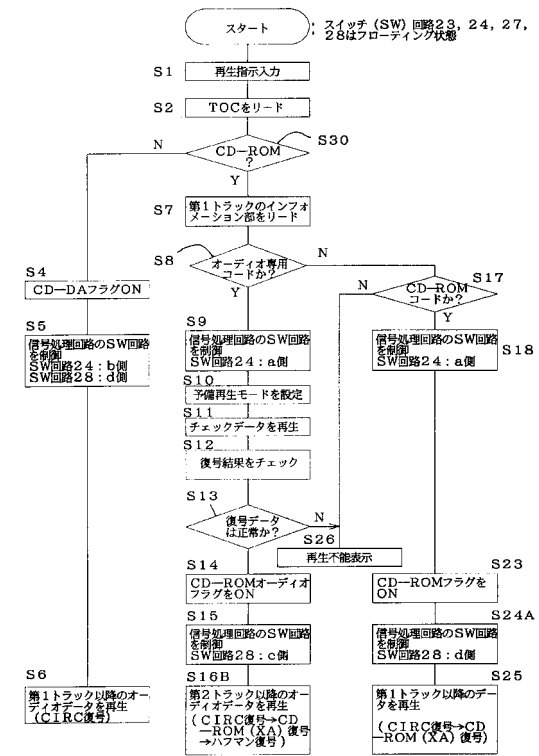 スタート
: スイッチ (SW) 回路23, 24, 27,
: 28はフローティング状態
S1
再生指示入力
S2
TOCをリード
S30
N
CD－ROM
?
Y
S7
第1トラックのインフォ
メーション部をリード
S8
オーディオ専用
コードか?
N
Y
S4
CD－DAフラグON
S17
N
CD－ROM
コードか?
Y
S5
信号処理回路のSW回路
を制御
SW回路24:b側
SW回路28:d側
S9
信号処理回路のSW回路
を制御
SW回路24:a側
S18
信号処理回路のSW回路
を制御
SW回路24:a側
S10
予備再生モードを設定
S11
チェックデータを再生
S12
復号結果をチェック
S13
復号データ
は正常か?
N
Y
S26
再生不能表示
S14
CD－ROMオーディオ
フラグをON
S23
CD－ROMフラグを
ON
S15
信号処理回路のSW回路
を制御
SW回路28:c側
S24A
信号処理回路のSW回路
を制御
SW回路28:d側
S6
第1トラック以降のオー
ディオデータを再生
(CIRC復号)
S16B
第2トラック以降のオー
ディオデータを再生
(CIRC復号→CD
－ROM (XA) 復号
→ハフマン復号)
S25
第1トラック以降のデー
タを再生
(CIRC復号→CD
－ROM (XA) 復号)